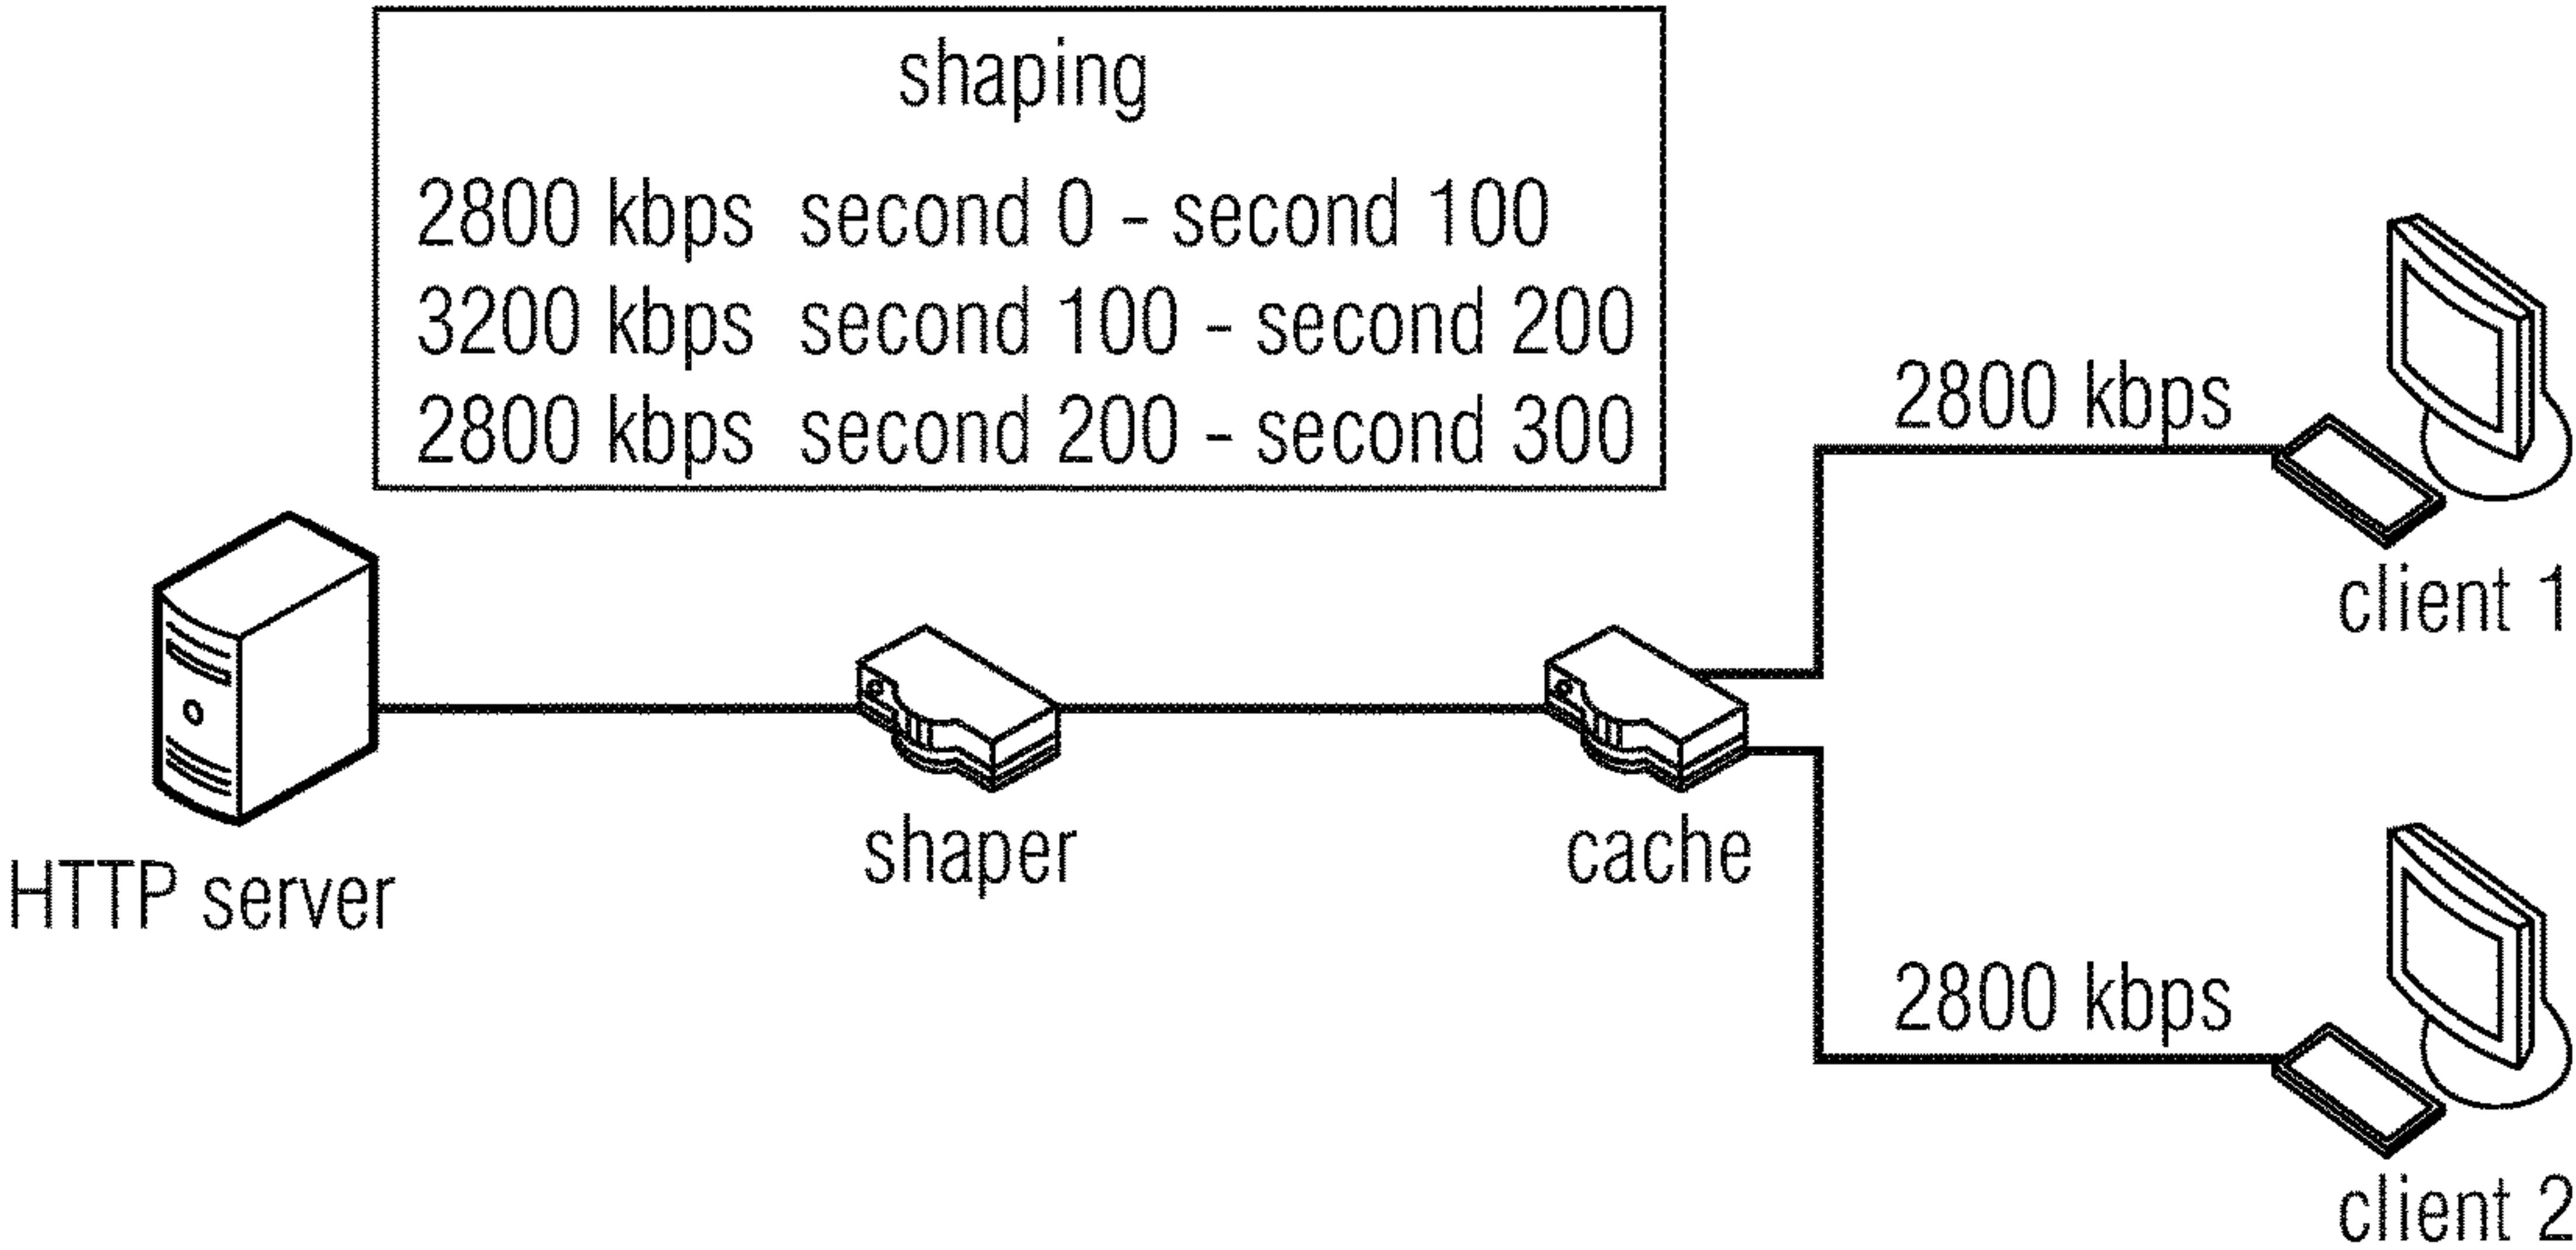 shaping
2800 kbps second 0 - second 100
3200 kbps second 100 - second 200
2800 kbps second 200 - second 300
2800 kbps
client 1
HTTP server
shaper
cache
2800 kbps
client 2